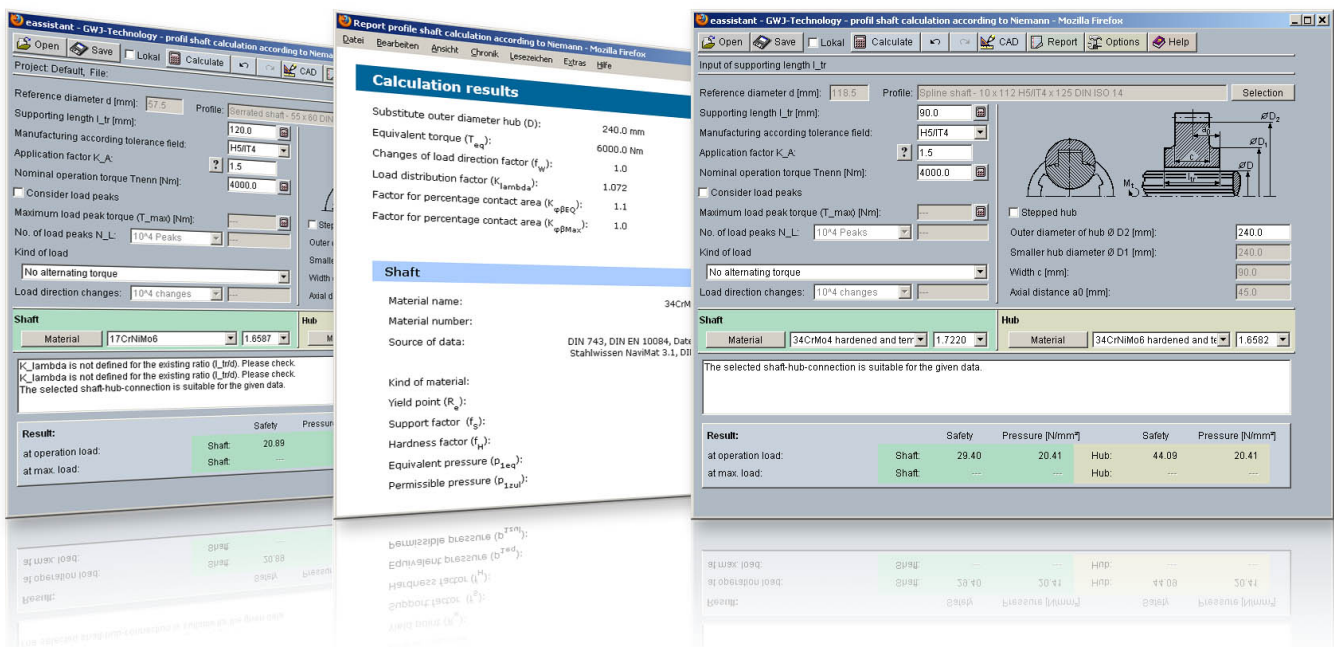 eassistant - GWJ-Technology - profil shaft calculation according to Niema
Open Save Lokal Calculate CAD
Project: Default, File:
Reference diameter d [mm]: 57.5 Profile: Serrated shaft - 55 x 60 DIN
Supporting length l_tr [mm]: 120.0
Manufacturing according tolerance field: H5/IT4
Application factor K_A: ? 1.5
Nominal operation torque Tnenn [Nm]: 4000.0
Consider load peaks
Maximum load peak torque (T_max) [Nm]: ---
No. of load peaks N_L: 10^4 Peaks ---
Kind of load
No alternating torque
Load direction changes: 10^4 changes ---
Step
Outer
Smalle
Width
Axial d
Shaft Hub
Material 17CrNiMo6 1.6587 M
K_lambda is not defined for the existing ratio (l_tr/d). Please check.
K_lambda is not defined for the existing ratio (l_tr/d). Please check.
The selected shaft-hub-connection is suitable for the given data.
Result: Safety Pressur
at operation load: Shaft: 20.89
at max. load: Shaft: ---
Report profile shaft calculation according to Niemann - Mozilla Firefox
Datei Bearbeiten Ansicht Chronik Lesezeichen Extras Hilfe
Calculation results
Substitute outer diameter hub (D): 240.0 mm
Equivalent torque (Teq): 6000.0 Nm
Changes of load direction factor (fw): 1.0
Load distribution factor (Klambda): 1.072
Factor for percentage contact area (KφβEQ): 1.1
Factor for percentage contact area (KφβMax): 1.0
Shaft
Material name: 34CrM
Material number:
Source of data: DIN 743, DIN EN 10084, Date
Stahlwissen NaviMat 3.1, DI
Kind of material:
Yield point (Re):
Support factor (fS):
Hardness factor (fH):
Equivalent pressure (p1eq):
Permissible pressure (p1zul):
eassistant - GWJ-Technology - profil shaft calculation according to Niemann - Mozilla Firefox
Open Save Lokal Calculate CAD Report Options Help
Input of supporting length l_tr
Reference diameter d [mm]: 118.5 Profile: Spline shaft - 10 x 112 H5/IT4 x 125 DIN ISO 14 Selection
Supporting length l_tr [mm]: 90.0
Manufacturing according tolerance field: H5/IT4
Application factor K_A: ? 1.5
Nominal operation torque Tnenn [Nm]: 4000.0
Consider load peaks
Maximum load peak torque (T_max) [Nm]: ---
No. of load peaks N_L: 10^4 Peaks ---
Kind of load
No alternating torque
Load direction changes: 10^4 changes ---
a0 ØD2
c ØD1
ltr ØD
Mt
Stepped hub
Outer diameter of hub Ø D2 [mm]: 240.0
Smaller hub diameter Ø D1 [mm]: 240.0
Width c [mm]: 90.0
Axial distance a0 [mm]: 45.0
Shaft Hub
Material 34CrMo4 hardened and tem 1.7220 Material 34CrNiMo6 hardened and te 1.6582
The selected shaft-hub-connection is suitable for the given data.
Result: Safety Pressure [N/mm²] Safety Pressure [N/mm²]
at operation load: Shaft: 29.40 20.41 Hub: 44.09 20.41
at max. load: Shaft: --- --- Hub: --- ---